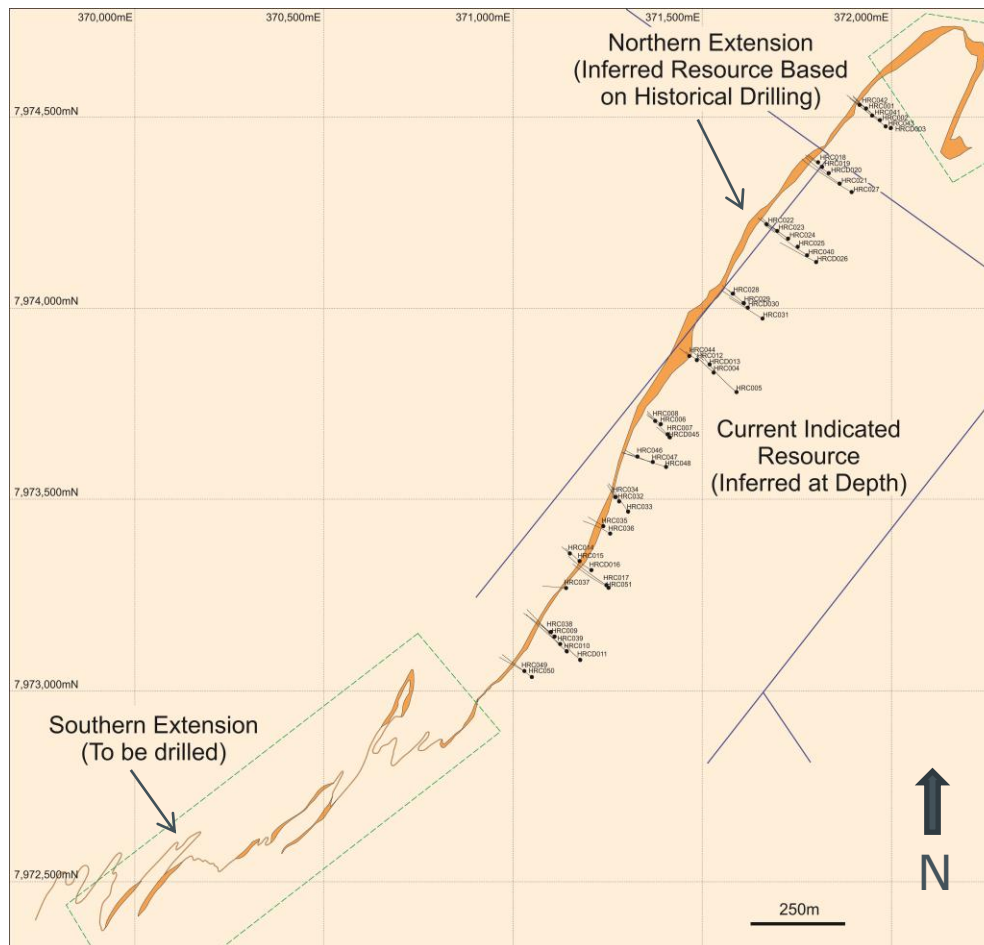 370,000mE
370,500mE
371,000mE
371,500mE
372,000mE
Northern Extension
(Inferred Resource Based
on Historical Drilling)
7,974,500mN
HRC042
HRC001
HRC041
HRC002
HRC043
HRCD003
HRC018
HRC019
HRCD020
HRC021
HRC027
HRC022
HRC023
HRC024
HRC025
HRC040
HRCD026
7,974,000mN
HRC028
HRC029
HRCD030
HRC031
HRC044
HRC012
HRCD013
HRC004
HRC005
HRC008
HRC006
HRC007
HRCD045
HRC046
HRC047
HRC048
Current Indicated
Resource
(Inferred at Depth)
7,973,500mN
HRC034
HRC032
HRC033
HRC035
HRC036
HRC014
HRC015
HRCD016
HRC017
HRC051
HRC037
HRC038
HRC009
HRC039
HRC010
HRCD011
HRC049
HRC050
7,973,000mN
Southern Extension
(To be drilled)
7,972,500mN
N
250m